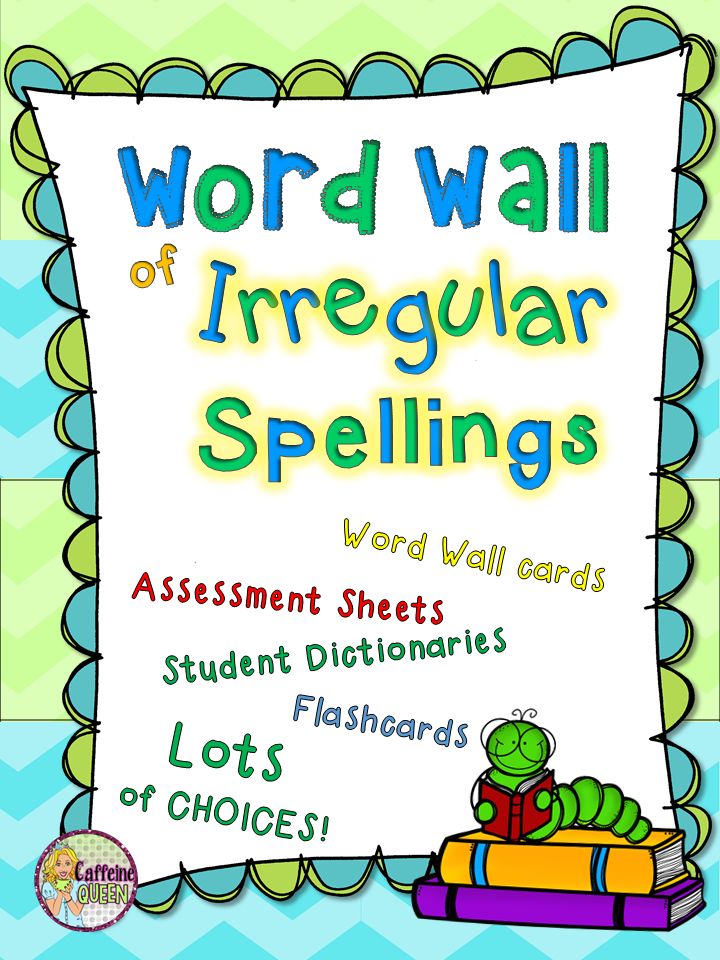 Word Wall
of Irregular
Spellings
Word Wall cards
Assessment Sheets
Student Dictionaries
Flashcards
Lots
of CHOICES!
Caffeine
QUEEN